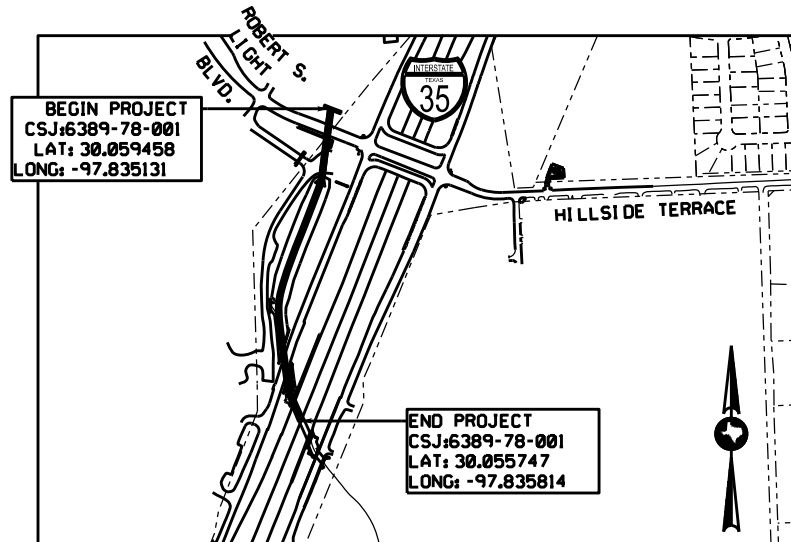 ROBERT S.
LIGHT
BLVD.
INTERSTATE
TEXAS
35
BEGIN PROJECT
CSJ:6389-78-001
LAT: 30.059458
LONG: -97.835131
HILLSIDE TERRACE
END PROJECT
CSJ:6389-78-001
LAT: 30.055747
LONG: -97.835814